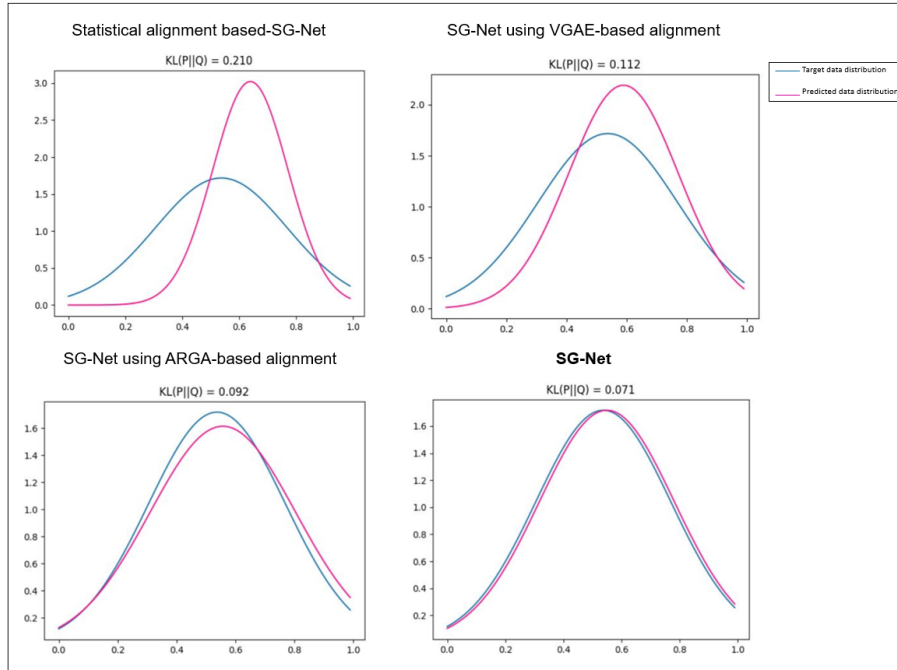 Statistical alignment based-SG-Net
KL(P||Q) = 0.210
3.0
2.5
2.0
1.5
1.0
0.5
0.0
0.0 0.2 0.4 0.6 0.8 1.0
SG-Net using VGAE-based alignment
KL(P||Q) = 0.112
2.0
1.5
1.0
0.5
0.0
0.0 0.2 0.4 0.6 0.8 1.0
Target data distribution
Predicted data distribution
SG-Net using ARGA-based alignment
KL(P||Q) = 0.092
1.6
1.4
1.2
1.0
0.8
0.6
0.4
0.2
0.0 0.2 0.4 0.6 0.8 1.0
SG-Net
KL(P||Q) = 0.071
1.6
1.4
1.2
1.0
0.8
0.6
0.4
0.2
0.0 0.2 0.4 0.6 0.8 1.0